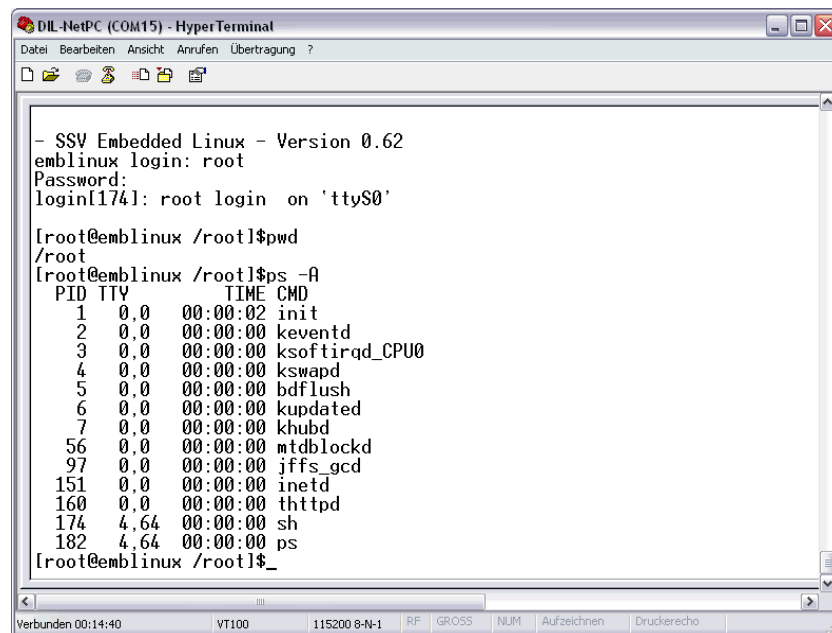 DIL-NetPC (COM15) - HyperTerminal
Datei Bearbeiten Ansicht Anrufen Übertragung ?
- SSV Embedded Linux - Version 0.62
emblinux login: root
Password:
login[174]: root login  on `ttyS0'
[root@emblinux /root]$pwd
/root
[root@emblinux /root]$ps -A
  PID TTY          TIME CMD
    1   0,0    00:00:02 init
    2   0,0    00:00:00 keventd
    3   0,0    00:00:00 ksoftirqd_CPU0
    4   0,0    00:00:00 kswapd
    5   0,0    00:00:00 bdflush
    6   0,0    00:00:00 kupdated
    7   0,0    00:00:00 khubd
   56   0,0    00:00:00 mtdblockd
   97   0,0    00:00:00 jffs_gcd
  151   0,0    00:00:00 inetd
  160   0,0    00:00:00 thttpd
  174   4,64   00:00:00 sh
  182   4,64   00:00:00 ps
[root@emblinux /root]$_
Verbunden 00:14:40 VT100 115200 8-N-1 RF GROSS NUM Aufzeichnen Druckerecho